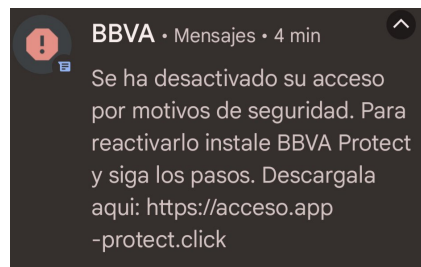 BBVA • Mensajes • 4 min
Se ha desactivado su acceso
por motivos de seguridad. Para
reactivarlo instale BBVA Protect
y siga los pasos. Descargala
aqui: https://acceso.app
-protect.click